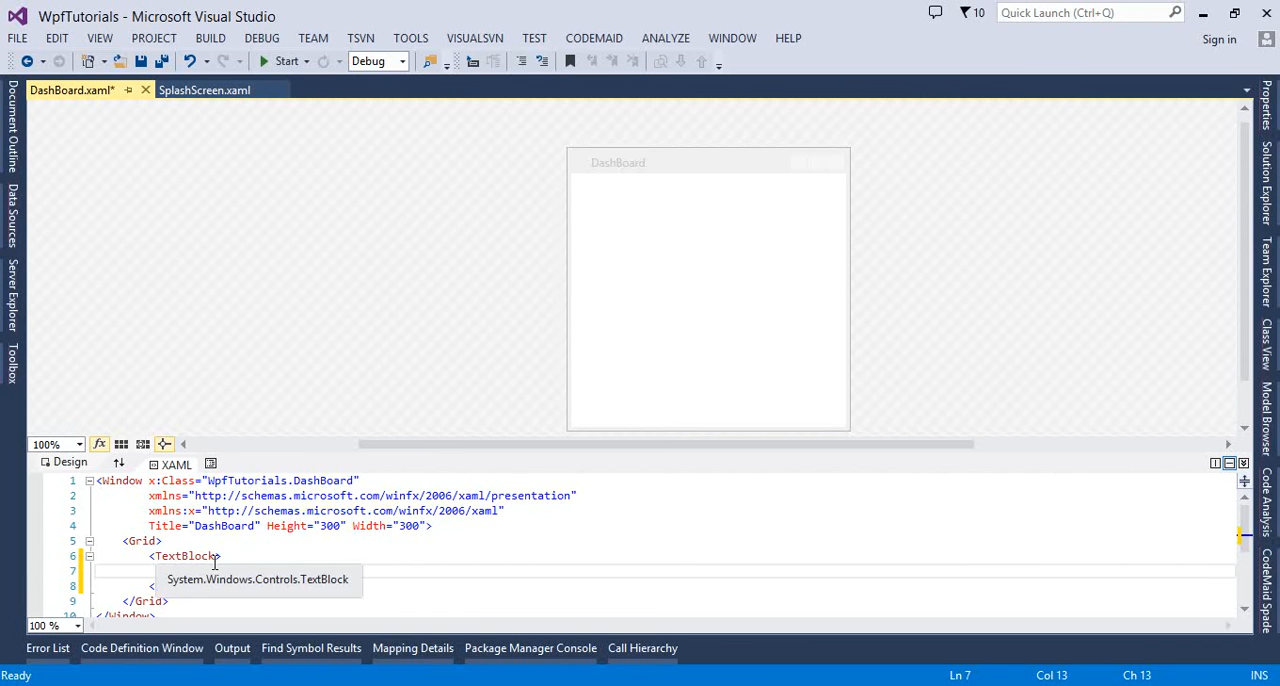 WpfTutorials - Microsoft Visual Studio
10
Quick Launch (Ctrl+Q)
FILE EDIT VIEW PROJECT BUILD DEBUG TEAM TSVN TOOLS VISUALSVN TEST CODEMAID ANALYZE WINDOW HELP
Sign in
Start Debug
DashBoard.xaml* SplashScreen.xaml
Document Outline
Data Sources
Server Explorer
Toolbox
DashBoard
Properties
Solution Explorer
Team Explorer
Class View
Model Browser
Code Analysis
CodeMaid Spade
100% fx
Design XAML
1 <Window x:Class="WpfTutorials.DashBoard"
2 xmlns="http://schemas.microsoft.com/winfx/2006/xaml/presentation"
3 xmlns:x="http://schemas.microsoft.com/winfx/2006/xaml"
4 Title="DashBoard" Height="300" Width="300">
5 <Grid>
6 <TextBlock>
7
System.Windows.Controls.TextBlock
8 <
9 </Grid>
10 </Window>
100 %
Error List Code Definition Window Output Find Symbol Results Mapping Details Package Manager Console Call Hierarchy
Ready Ln 7 Col 13 Ch 13 INS